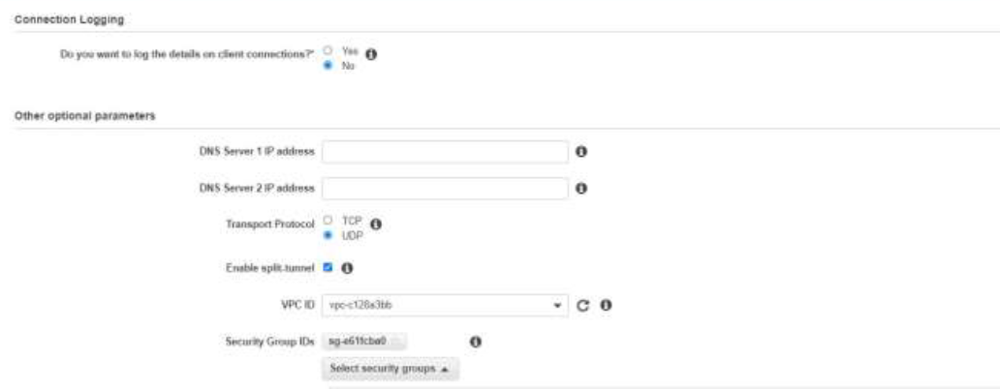 Connection Logging
Do you want to log the details on client connections?* Yes
No
Other optional parameters
DNS Server 1 IP address
DNS Server 2 IP address
Transport Protocol TCP
UDP
Enable split-tunnel
VPC ID vpc-c128a3bb
Security Group IDs sg-e61fcba0
Select security groups